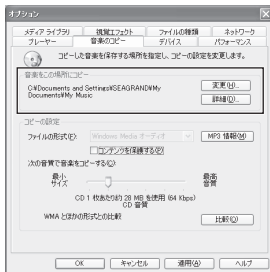 オプション
メディア ライブラリ 視覚エフェクト ファイルの種類 ネットワーク
プレーヤー 音楽のコピー デバイス パフォーマンス
コピーした音楽を保存する場所を指定し、コピーの設定を変更します。
音楽をこの場所にコピー
C:¥Documents and Settings¥SEAGRAND¥My Documents¥My Music
変更(H)...
詳細(D)...
コピーの設定
ファイルの形式(F): Windows Media オーディオ MP3 情報(M)
コンテンツを保護する(P)
次の音質で音楽をコピーする(Q):
最小 最高
サイズ 音質
CD 1 枚あたり約 28 MB を使用 (64 Kbps)
CD 音質
WMA とほかの形式との比較 比較(O)
OK キャンセル 適用(A) ヘルプ